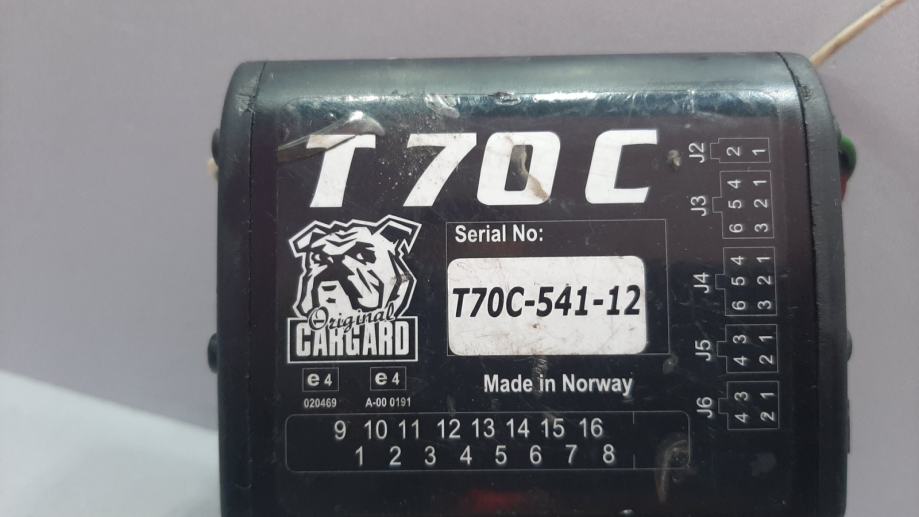 T 70 C
Serial No:
T70C-541-12
Original
CARGARD
e4 e4
020469 A-00 0191
Made in Norway
9 10 11 12 13 14 15 16
1 2 3 4 5 6 7 8
J2
2 1
J3
6 5 4
3 2 1
J4
6 5 4
3 2 1
J5
4 3
2 1
J6
4 3
2 1